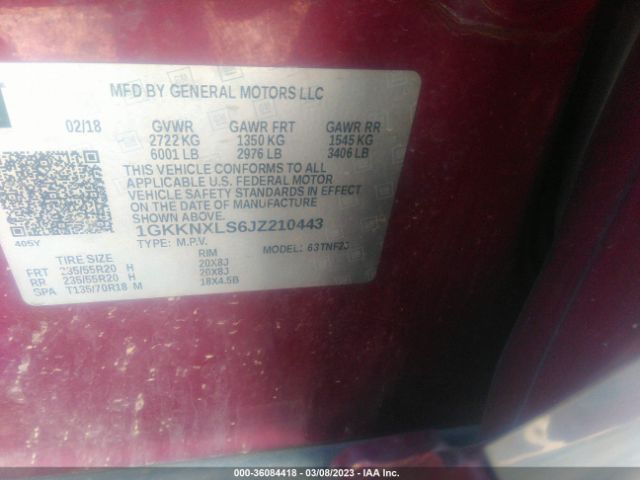 MFD BY GENERAL MOTORS LLC
02/18 GVWR GAWR FRT GAWR RR
2722 KG 1350 KG 1545 KG
6001 LB 2976 LB 3406 LB
THIS VEHICLE CONFORMS TO ALL
APPLICABLE U.S. FEDERAL MOTOR
VEHICLE SAFETY STANDARDS IN EFFECT
ON THE DATE OF MANUFACTURE
SHOWN ABOVE.
1GKKNXLS6JZ210443
405Y TYPE: M.P.V. MODEL: 63TNF2J
TIRE SIZE RIM
FRT 235/55R20 H 20X8J
RR 235/55R20 H 20X8J
SPA T135/70R18 M 18X4.5B
000-36084418 - 03/08/2023 - IAA Inc.